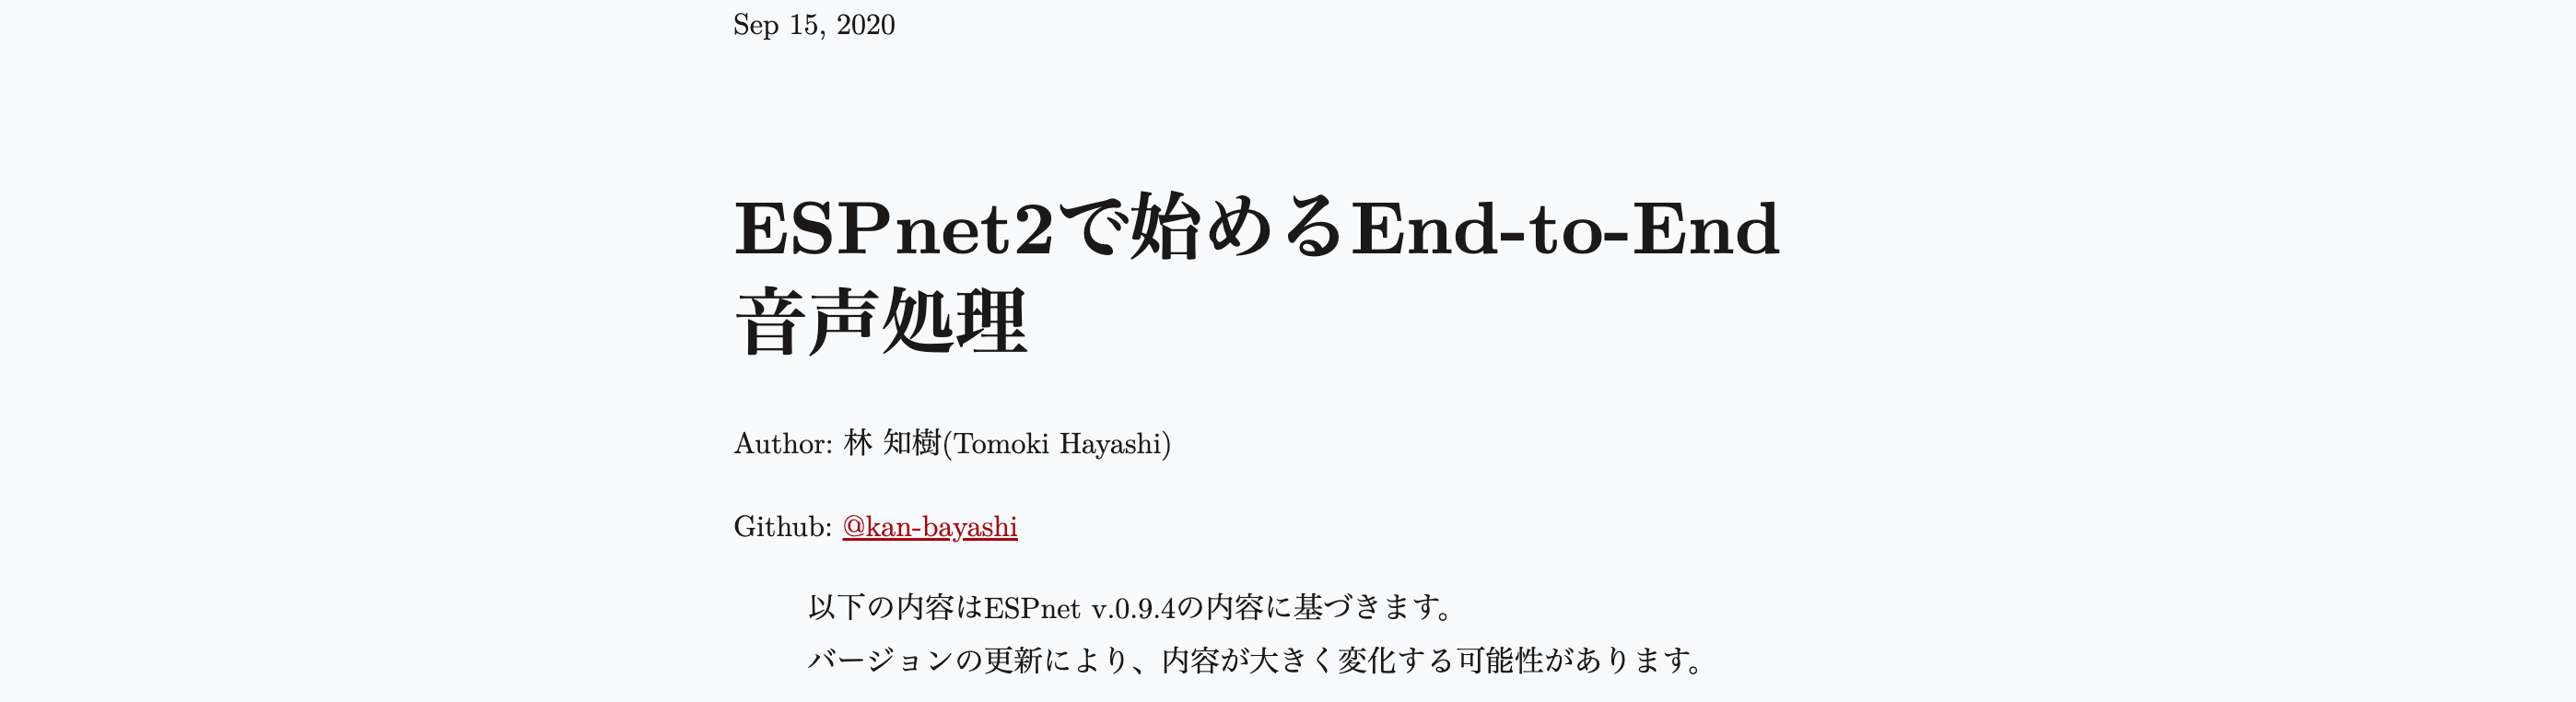 Sep 15, 2020
ESPnet2で始めるEnd-to-End
音声処理
Author: 林 知樹(Tomoki Hayashi)
Github: @kan-bayashi
以下の内容はESPnet v.0.9.4の内容に基づきます。
バージョンの更新により、内容が大きく変化する可能性があります。